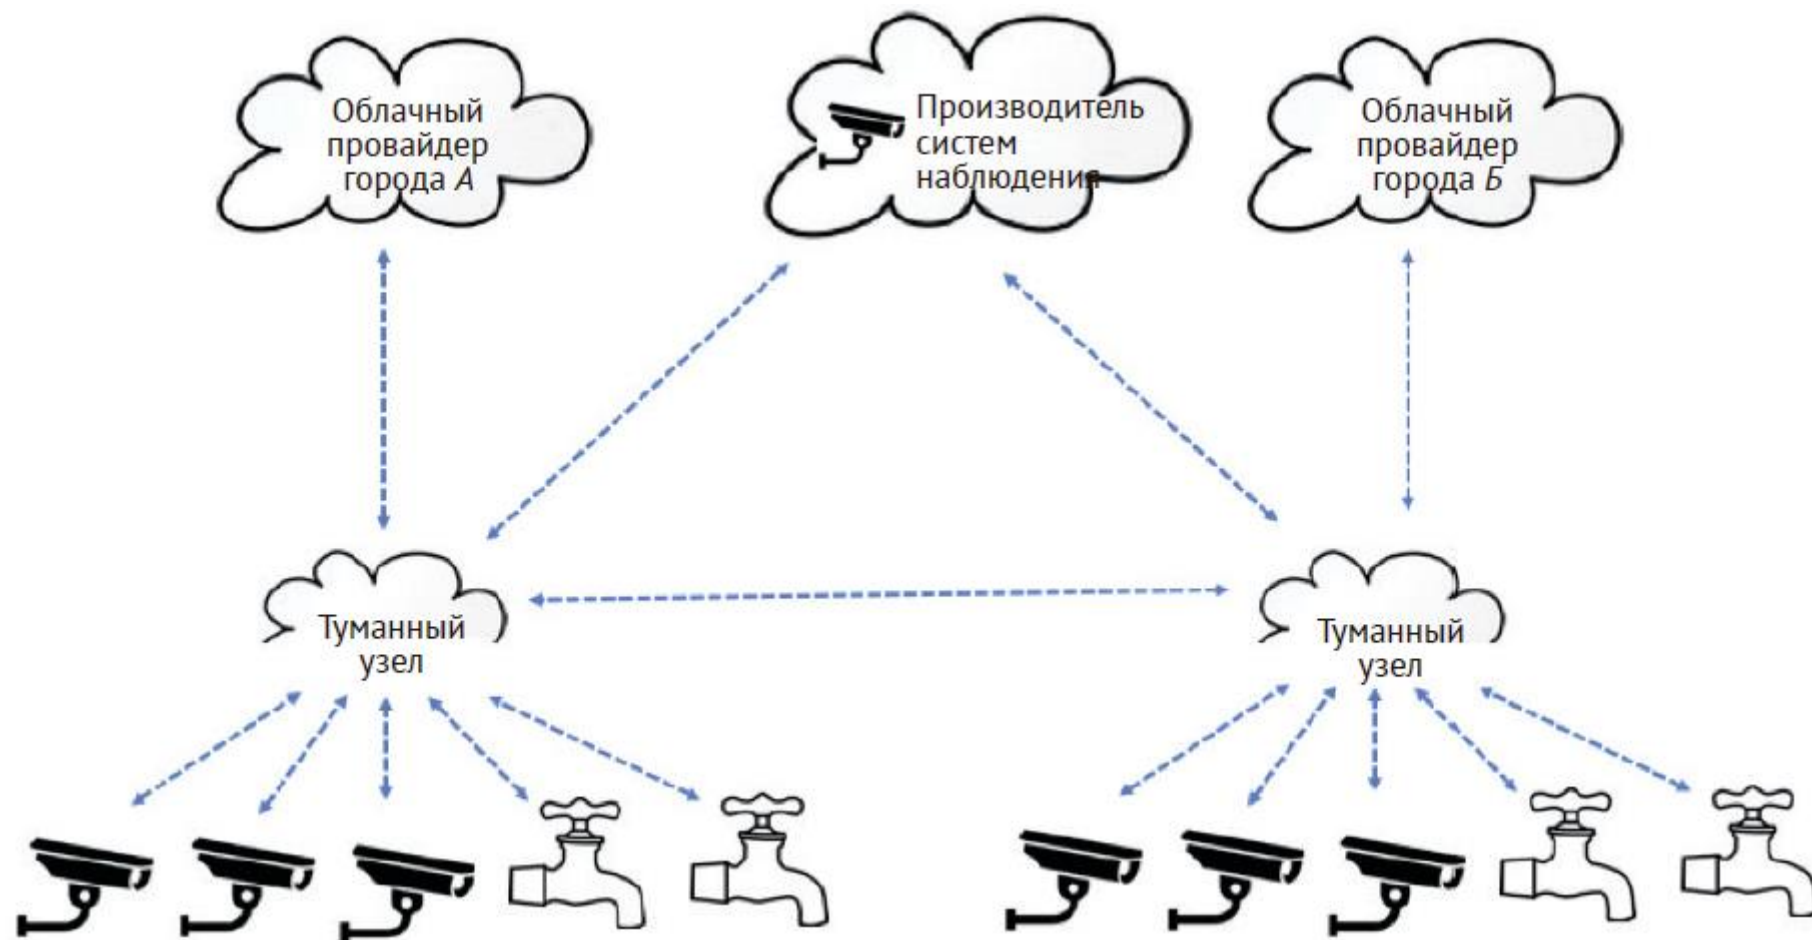 Облачный
провайдер
города А
Производитель
систем
наблюдения
Облачный
провайдер
города Б
Туманный
узел
Туманный
узел